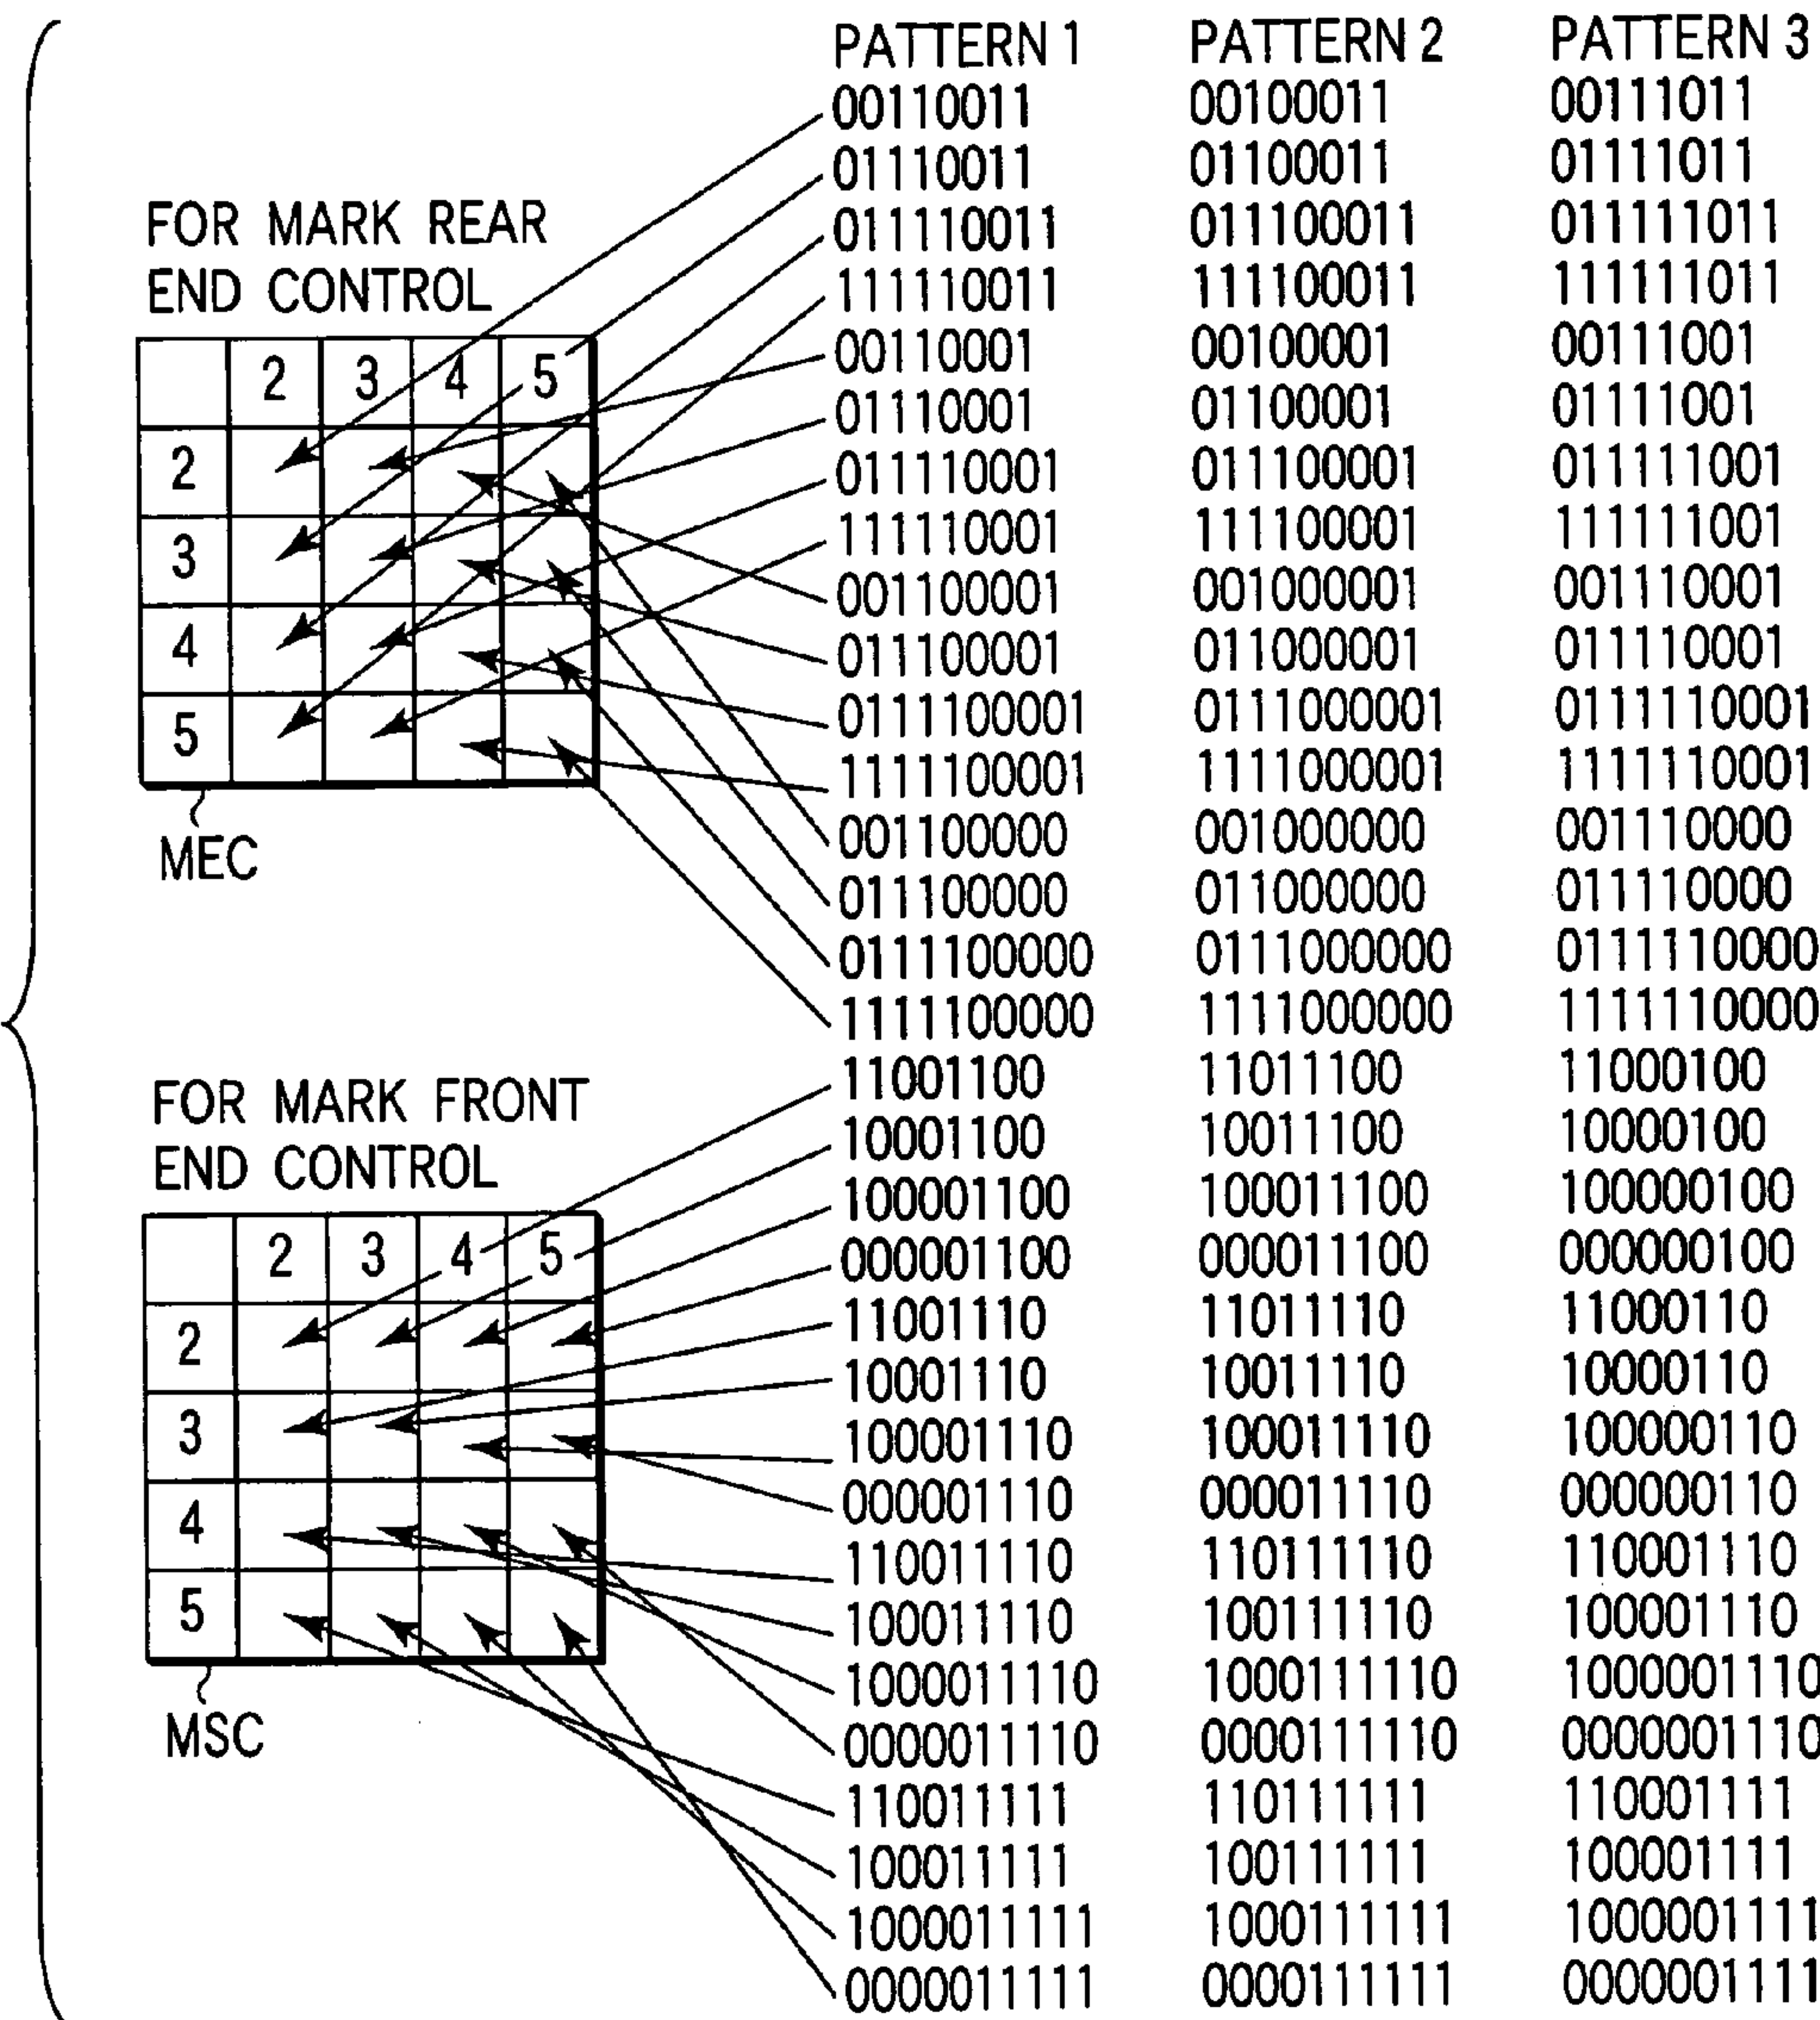 FOR MARK REAR
END CONTROL
2 3 4 5
2
3
4
5
MEC
FOR MARK FRONT
END CONTROL
2 3 4 5
2
3
4
5
MSC
PATTERN 1 PATTERN 2 PATTERN 3
00110011 00100011 00111011
01110011 01100011 01111011
011110011 011100011 011111011
111110011 111100011 111111011
00110001 00100001 00111001
01110001 01100001 01111001
011110001 011100001 011111001
111110001 111100001 111111001
001100001 001000001 001110001
011100001 011000001 011110001
0111100001 0111000001 0111110001
1111100001 1111000001 1111110001
001100000 001000000 001110000
011100000 011000000 011110000
0111100000 0111000000 0111110000
1111100000 1111000000 1111110000
11001100 11011100 11000100
10001100 10011100 10000100
100001100 100011100 100000100
000001100 000011100 000000100
11001110 11011110 11000110
10001110 10011110 10000110
100001110 100011110 100000110
000001110 000011110 000000110
110011110 110111110 110001110
100011110 100111110 100001110
1000011110 1000111110 1000001110
0000011110 0000111110 0000001110
110011111 110111111 110001111
100011111 100111111 100001111
1000011111 1000111111 1000001111
0000011111 0000111111 0000001111